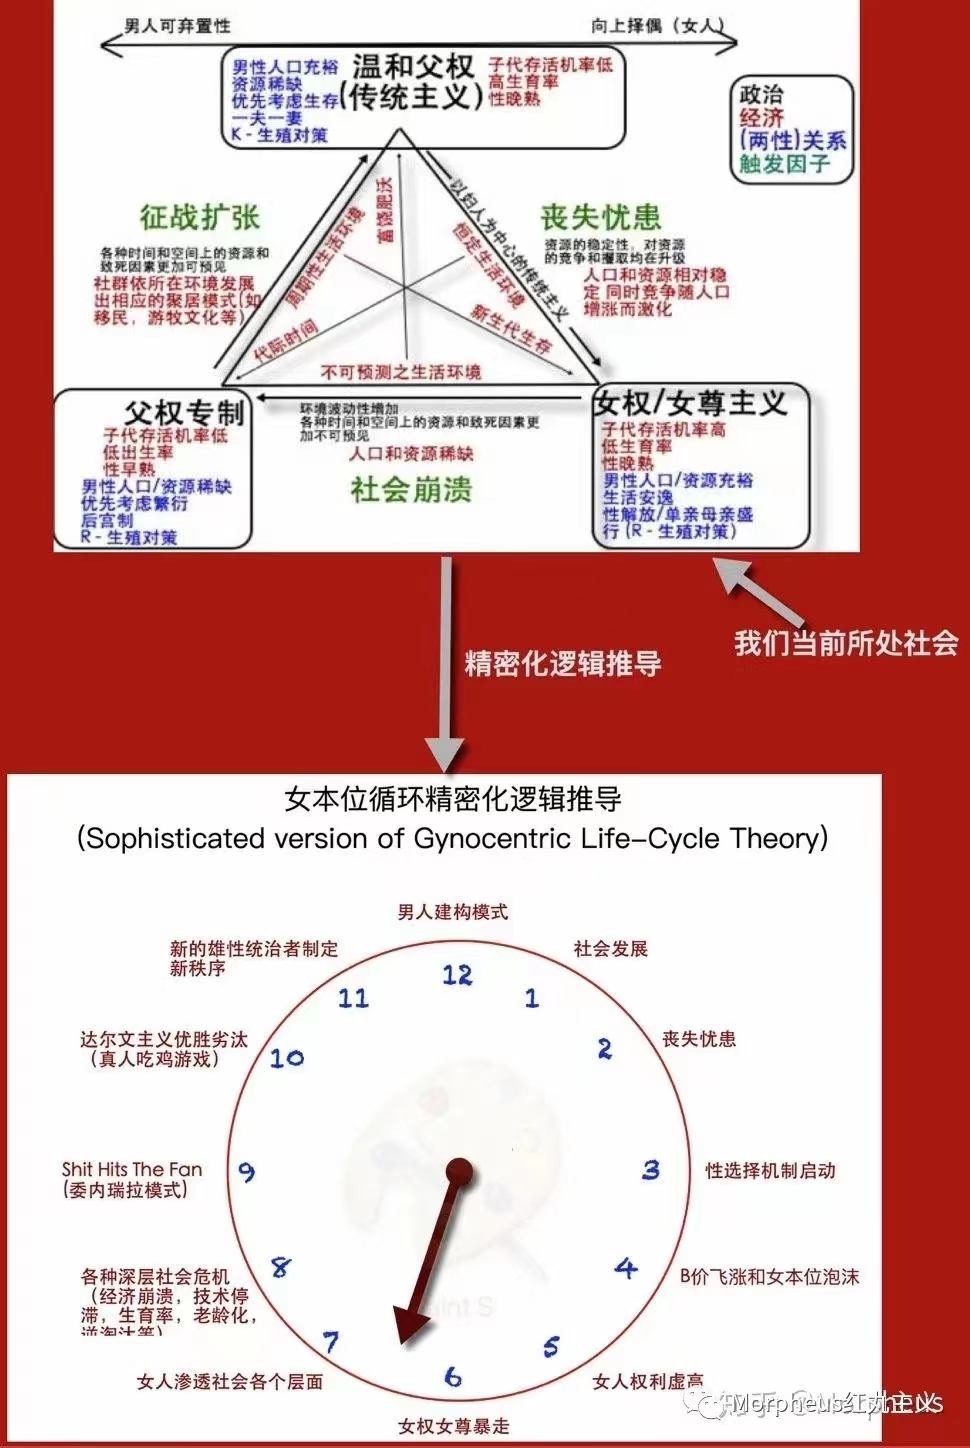 男人可弃置性
向上择偶（女人）
男性人口充裕
资源稀缺
优先考虑生存
一夫一妻
K - 生殖对策
温和父权
(传统主义)
子代存活机率低
高生育率
性晚熟
政治
经济
(两性)关系
触发因子
征战扩张
各种时间和空间上的资源和
致死因素更加可预见
社群依所在环境发展
出相应的聚居模式(如
移民，游牧文化等)
周期性生活环境
富饶肥沃
恒定生活环境
以妇人为中心的传统主义
代际时间
新生代生存
不可预测之生活环境
丧失忧患
资源的稳定性，对资源
的竞争和攫取均在升级
人口和资源相对稳
定 同时竞争随人口
增涨而激化
父权专制
子代存活机率低
低出生率
性早熟
男性人口/资源稀缺
优先考虑繁衍
后宫制
R - 生殖对策
环境波动性增加
各种时间和空间上的资源和致死因素更
加不可预见
人口和资源稀缺
社会崩溃
女权/女尊主义
子代存活机率高
低生育率
性晚熟
男性人口/资源充裕
生活安逸
性解放/单亲母亲盛
行 (R - 生殖对策)
我们当前所处社会
精密化逻辑推导
女本位循环精密化逻辑推导
(Sophisticated version of Gynocentric Life-Cycle Theory)
男人建构模式
新的雄性统治者制定
新秩序
社会发展
12
11
1
达尔文主义优胜劣汰
（真人吃鸡游戏）
10
2
丧失忧患
Shit Hits The Fan
(委内瑞拉模式)
9
3
性选择机制启动
各种深层社会危机
（经济崩溃，技术停
滞，生育率，老龄化，
逆淘汰等）
8
4
B价飞涨和女本位泡沫
7
5
6
女人渗透社会各个层面
女人权利虚高
女权女尊暴走
Morpheus红丸主义